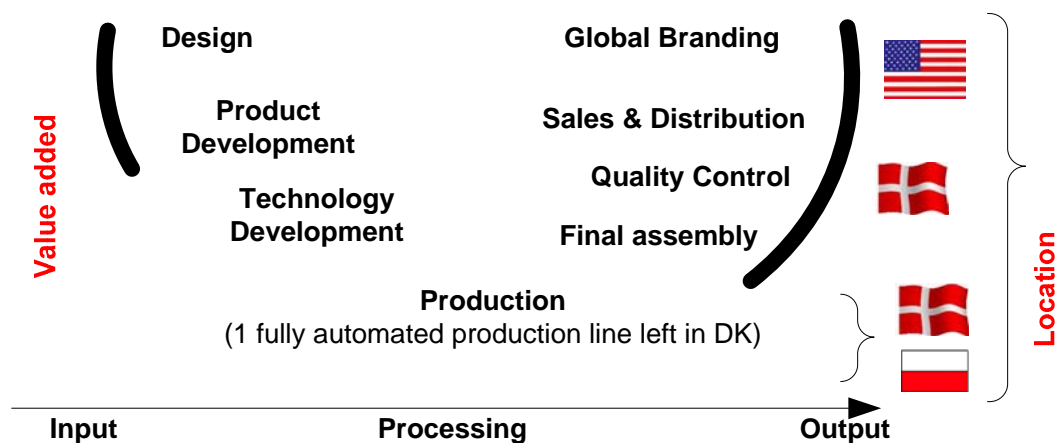 Design
Global Branding
Product
Development
Sales & Distribution
Quality Control
Technology
Development
Final assembly
Production
(1 fully automated production line left in DK)
Value added
Location
Input
Processing
Output